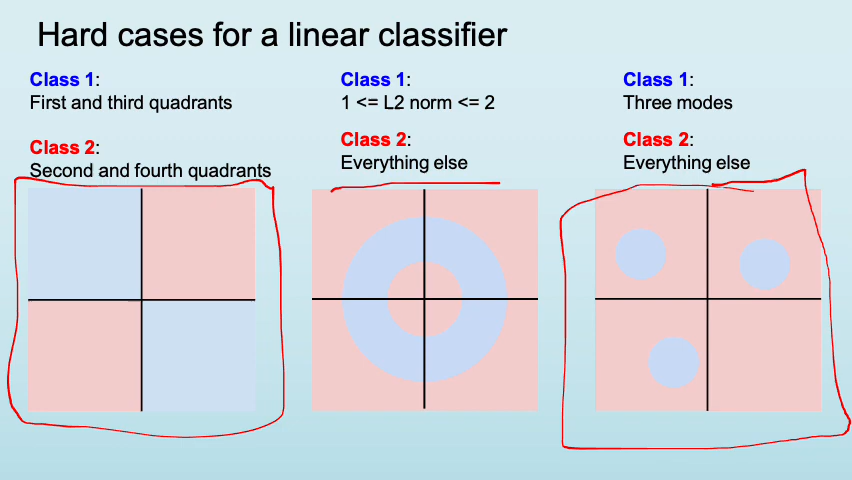 Hard cases for a linear classifier
Class 1:
First and third quadrants
Class 2:
Second and fourth quadrants
Class 1:
1 <= L2 norm <= 2
Class 2:
Everything else
Class 1:
Three modes
Class 2:
Everything else